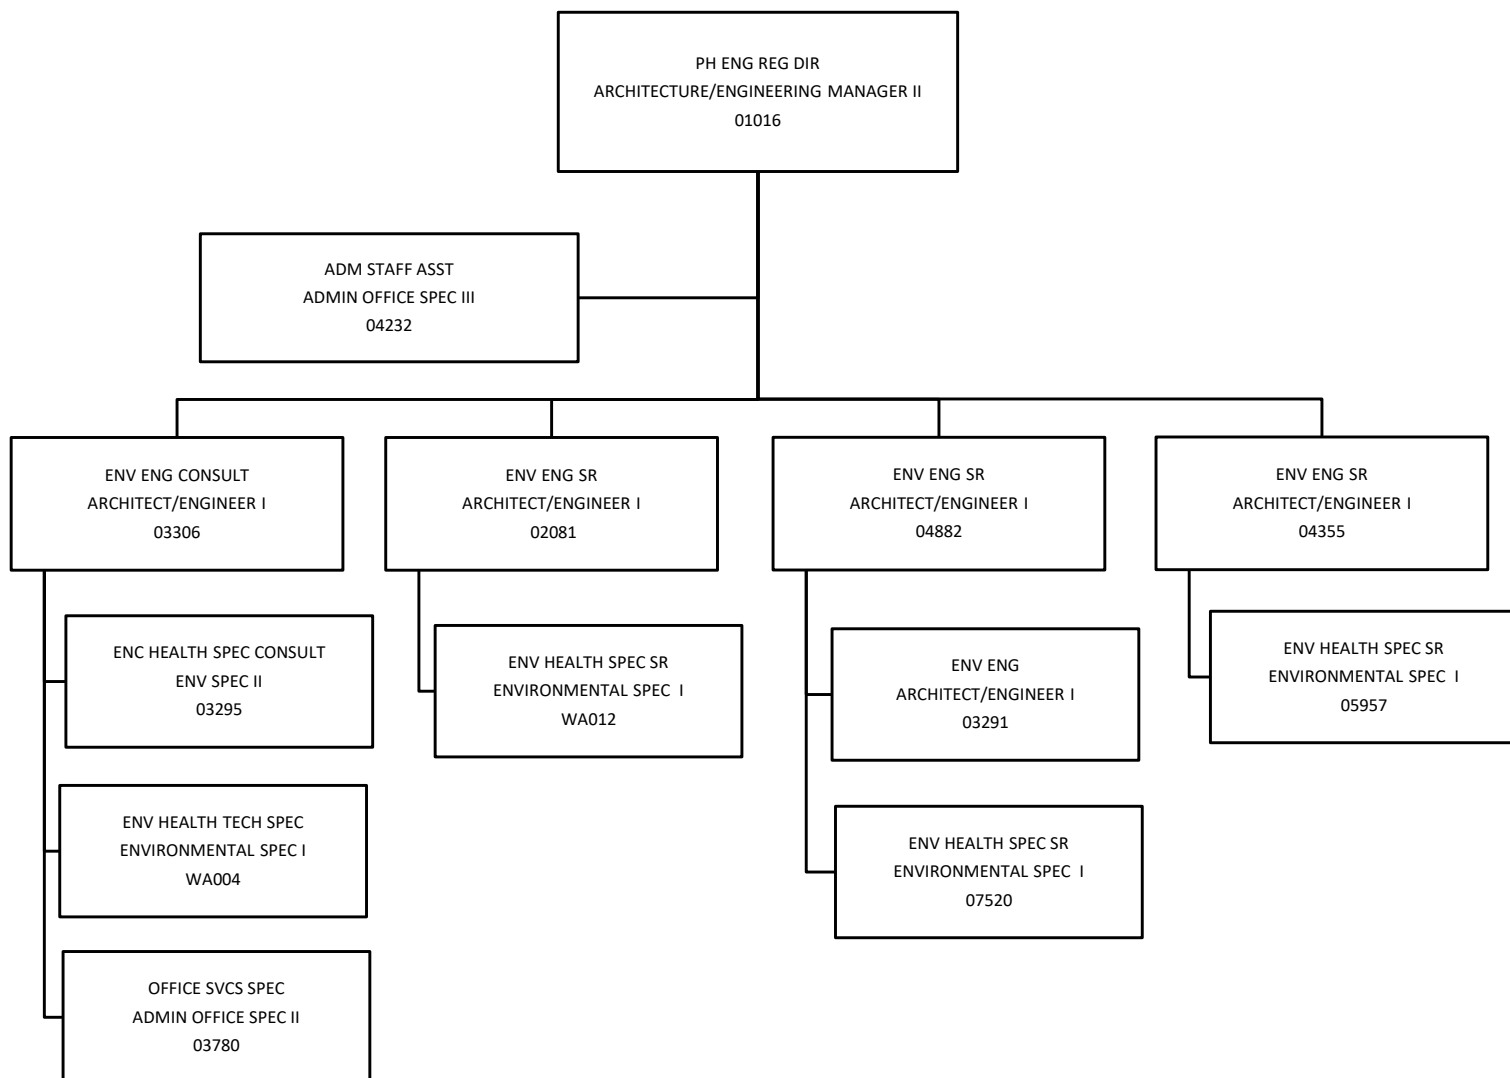 PH ENG REG DIR
ARCHITECTURE/ENGINEERING MANAGER II
01016
ADM STAFF ASST
ADMIN OFFICE SPEC III
04232
ENV ENG CONSULT
ARCHITECT/ENGINEER I
03306
ENV ENG SR
ARCHITECT/ENGINEER I
02081
ENV ENG SR
ARCHITECT/ENGINEER I
04882
ENV ENG SR
ARCHITECT/ENGINEER I
04355
ENC HEALTH SPEC CONSULT
ENV SPEC II
03295
ENV HEALTH TECH SPEC
ENVIRONMENTAL SPEC I
WA004
OFFICE SVCS SPEC
ADMIN OFFICE SPEC II
03780
ENV HEALTH SPEC SR
ENVIRONMENTAL SPEC I
WA012
ENV ENG
ARCHITECT/ENGINEER I
03291
ENV HEALTH SPEC SR
ENVIRONMENTAL SPEC I
07520
ENV HEALTH SPEC SR
ENVIRONMENTAL SPEC I
05957